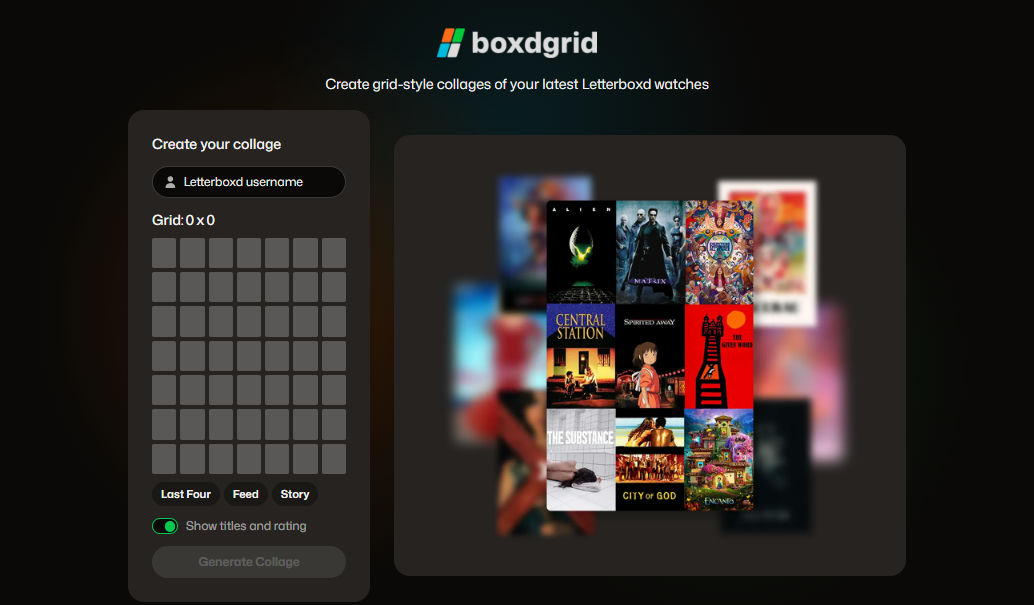 boxdgrid
Create grid-style collages of your latest Letterboxd watches
Create your collage
Letterboxd username
Grid: 0 x 0
Last Four
Feed
Story
Show titles and rating
Generate Collage
ALIEN
MATRIX
CENTRAL
STATION
SPIRITED AWAY
THE
GIVEN WORD
THE SUBSTANCE
CITY OF GOD
ENCANTO